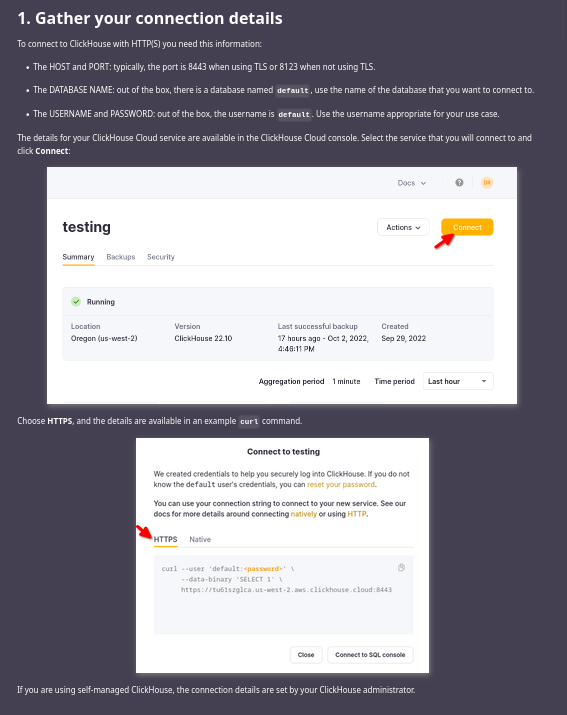 1. Gather your connection details
To connect to ClickHouse with HTTP(S) you need this information:
• The HOST and PORT: typically, the port is 8443 when using TLS or 8123 when not using TLS.
• The DATABASE NAME: out of the box, there is a database named default, use the name of the database that you want to connect to.
• The USERNAME and PASSWORD: out of the box, the username is default. Use the username appropriate for your use case.
The details for your ClickHouse Cloud service are available in the ClickHouse Cloud console. Select the service that you will connect to and
click Connect:
Docs ? DR
testing Actions Connect
Summary Backups Security
Running
Location Version Last successful backup Created
Oregon (us-west-2) ClickHouse 22.10 17 hours ago - Oct 2, 2022, Sep 29, 2022
4:46:11 PM
Aggregation period 1 minute Time period Last hour
Choose HTTPS, and the details are available in an example curl command.
Connect to testing
We created credentials to help you securely log into ClickHouse. If you do not
know the default user's credentials, you can reset your password.
You can use your connection string to connect to your new service. See our
docs for more details around connecting natively or using HTTP.
HTTPS Native
curl --user 'default:<password>' \
--data-binary 'SELECT 1' \
https://tu61szglca.us-west-2.aws.clickhouse.cloud:8443
Close Connect to SQL console
If you are using self-managed ClickHouse, the connection details are set by your ClickHouse administrator.